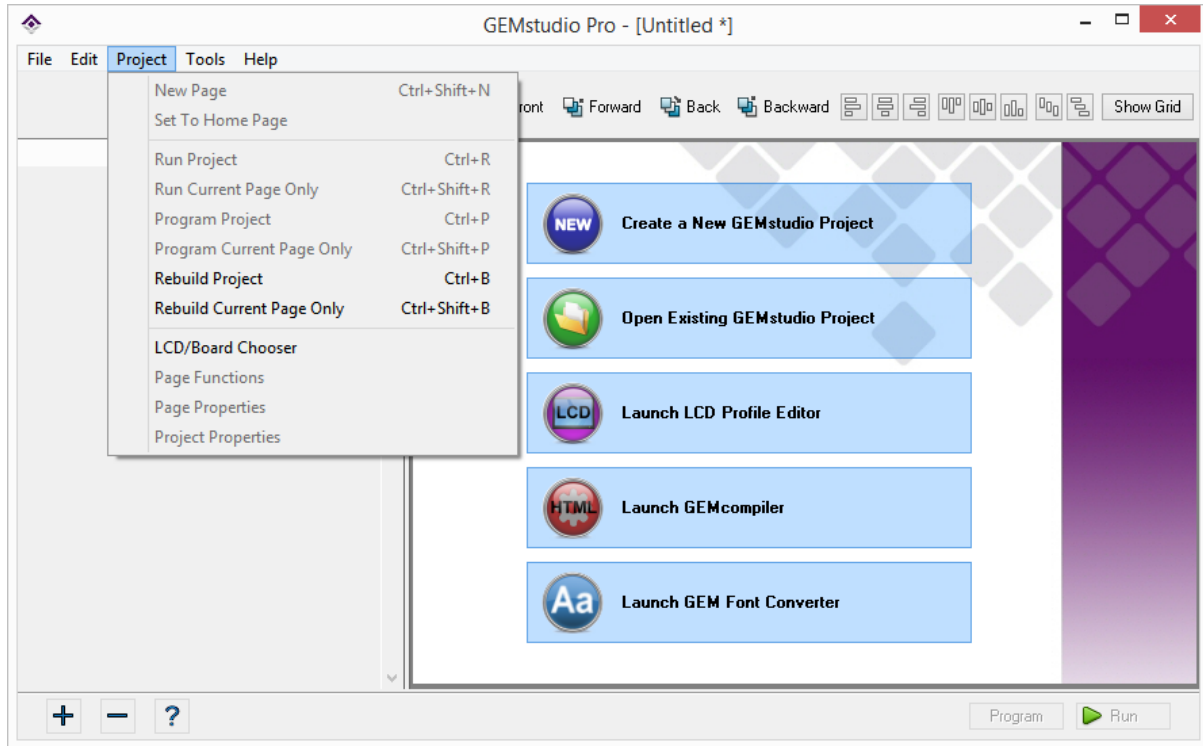 GEMstudio Pro - [Untitled *]
File Edit Project Tools Help
New Page Ctrl+Shift+N
Set To Home Page
Run Project Ctrl+R
Run Current Page Only Ctrl+Shift+R
Program Project Ctrl+P
Program Current Page Only Ctrl+Shift+P
Rebuild Project Ctrl+B
Rebuild Current Page Only Ctrl+Shift+B
LCD/Board Chooser
Page Functions
Page Properties
Project Properties
ront Forward Back Backward Show Grid
NEW Create a New GEMstudio Project
Open Existing GEMstudio Project
LCD Launch LCD Profile Editor
HTML Launch GEMcompiler
Aa Launch GEM Font Converter
Program Run